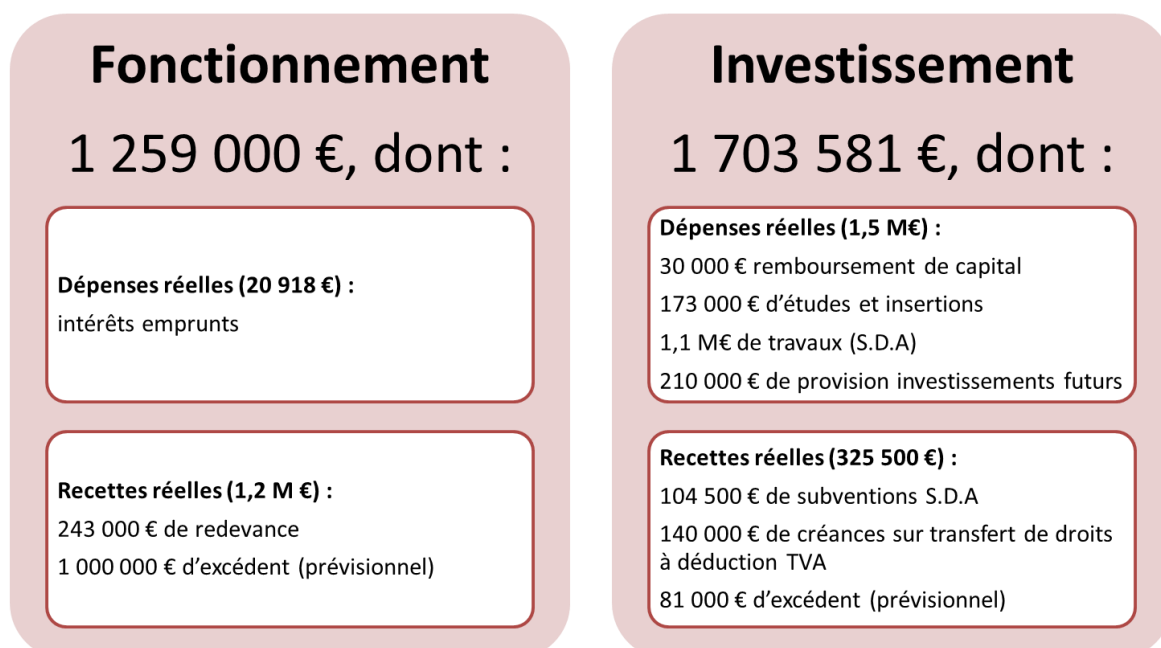 Fonctionnement
1 259 000 €, dont :
Dépenses réelles (20 918 €) :
intérêts emprunts
Recettes réelles (1,2 M €) :
243 000 € de redevance
1 000 000 € d’excédent (prévisionnel)
Investissement
1 703 581 €, dont :
Dépenses réelles (1,5 M€) :
30 000 € remboursement de capital
173 000 € d’études et insertions
1,1 M€ de travaux (S.D.A)
210 000 € de provision investissements futurs
Recettes réelles (325 500 €) :
104 500 € de subventions S.D.A
140 000 € de créances sur transfert de droits
à déduction TVA
81 000 € d’excédent (prévisionnel)